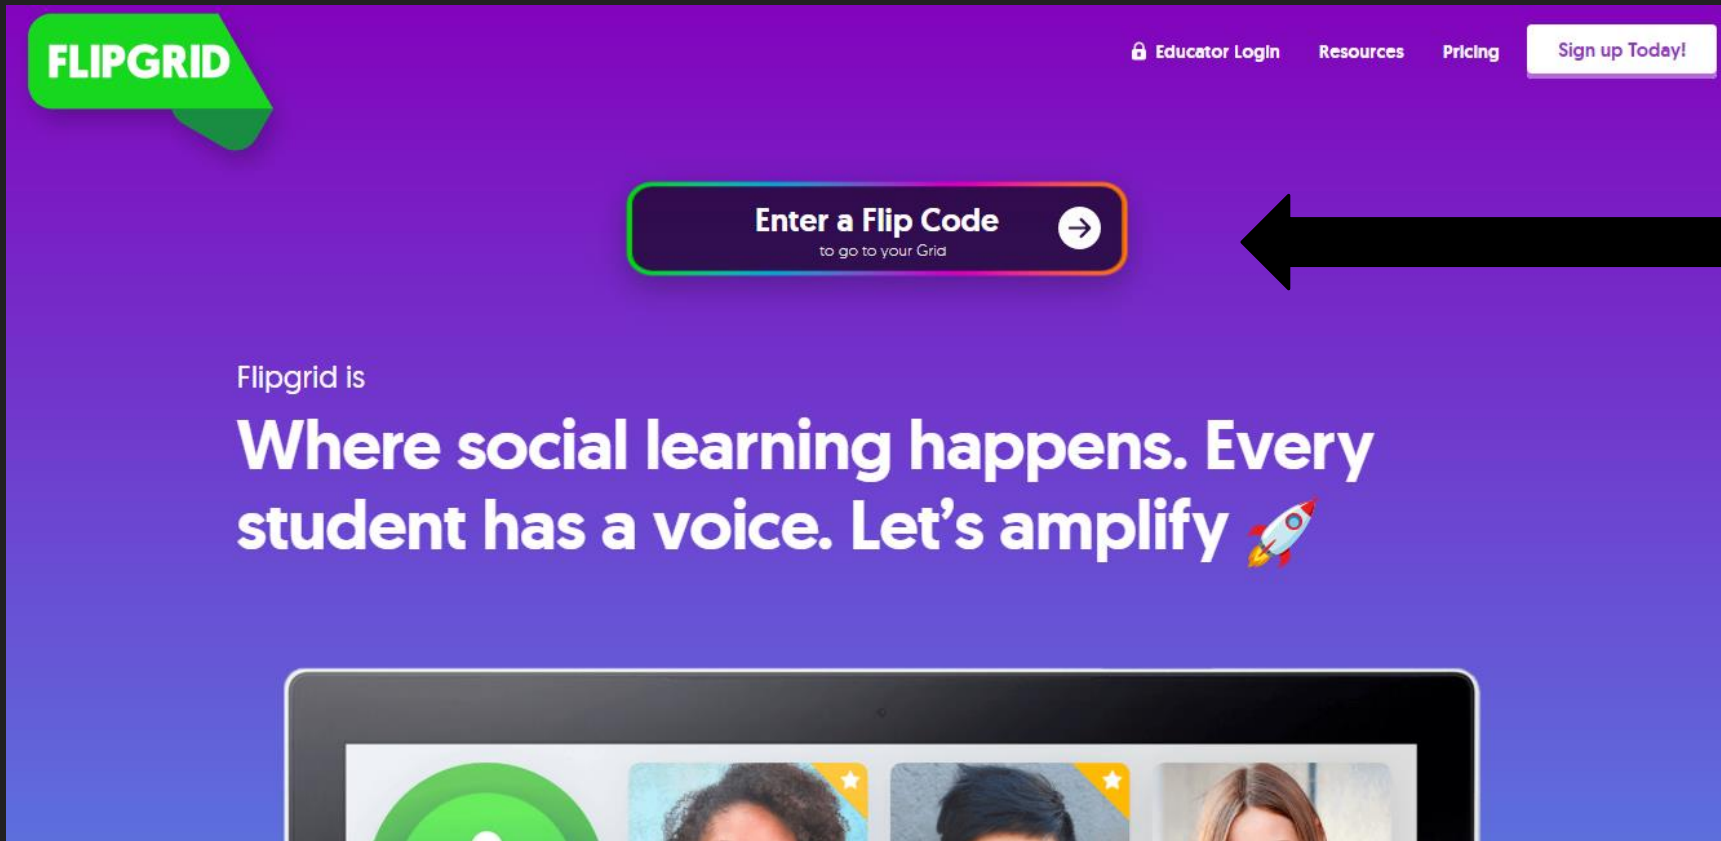 FLIPGRID
Educator Login Resources Pricing Sign up Today!
Enter a Flip Code
to go to your Grid
Flipgrid is
Where social learning happens. Every
student has a voice. Let's amplify 🚀